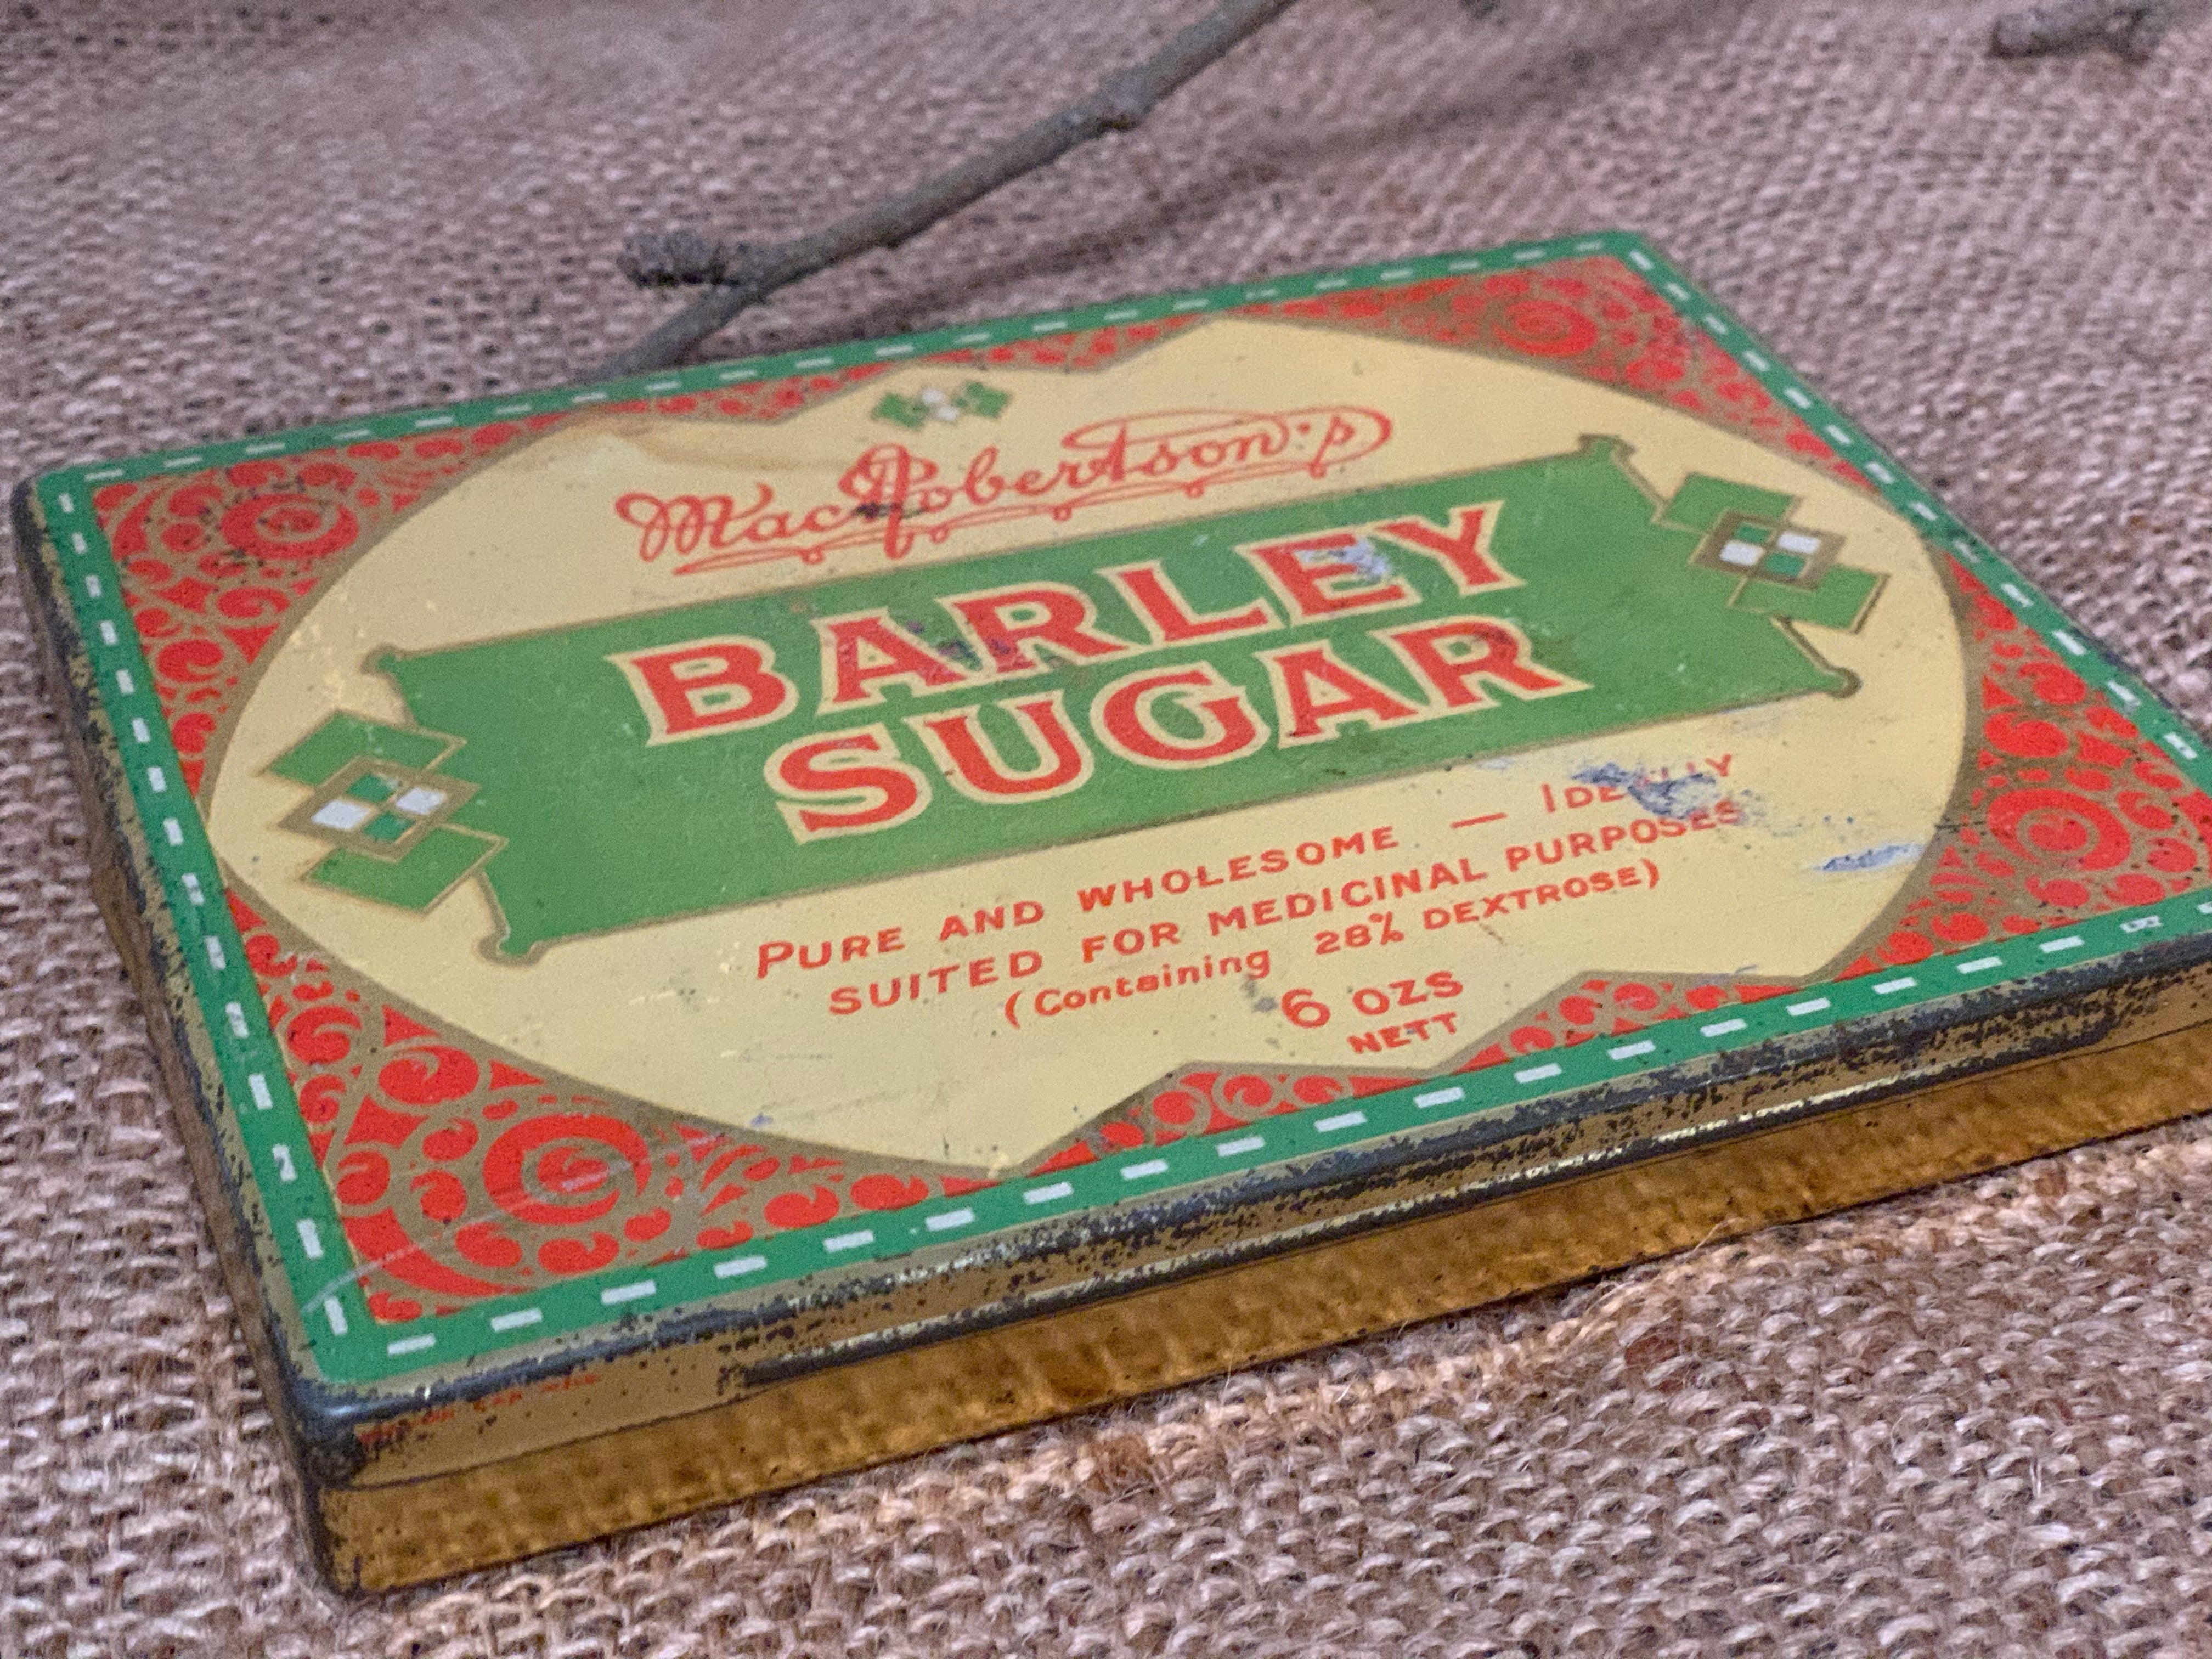 MacRobertson's
BARLEY
SUGAR
PURE AND WHOLESOME — IDEALLY
SUITED FOR MEDICINAL PURPOSES
(Containing 28% DEXTROSE)
6 OZS
NETT